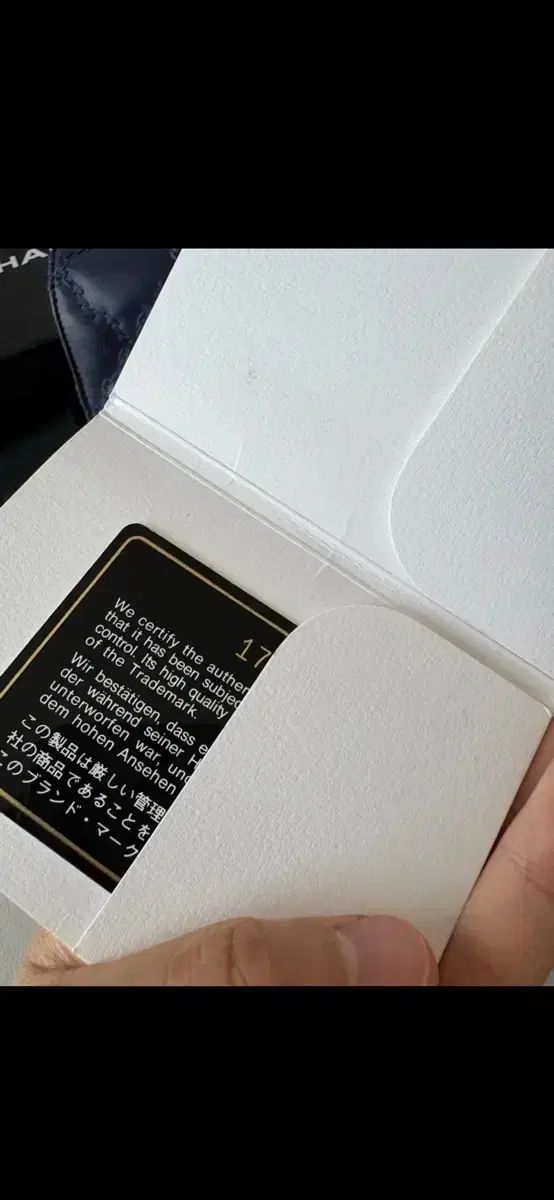 HA
17
We certify the authen
that it has been subjec
control. Its high quality
of the Trademark
Wir bestätigen, dass e
der während seiner H
unterworfen war, und
dem hohen Ansehen
この製品は厳しい管理
社の商品であることを
このブランド・マーク